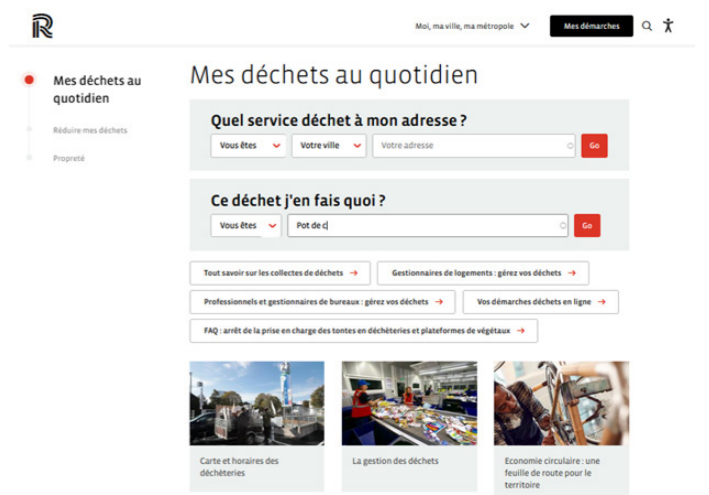 R
Moi, ma ville, ma métropole
Mes démarches
Mes déchets au
quotidien
Réduire mes déchets
Propreté
Mes déchets au quotidien
Quel service déchet à mon adresse ?
Vous êtes
Votre ville
Votre adresse
Go
Ce déchet j'en fais quoi ?
Vous êtes
Pot de c
Go
Tout savoir sur les collectes de déchets →
Gestionnaires de logements : gérez vos déchets →
Professionnels et gestionnaires de bureaux : gérez vos déchets →
Vos démarches déchets en ligne →
FAQ : arrêt de la prise en charge des tontes en déchèteries et plateformes de végétaux →
Carte et horaires des
déchèteries
La gestion des déchets
Economie circulaire : une
feuille de route pour le
territoire